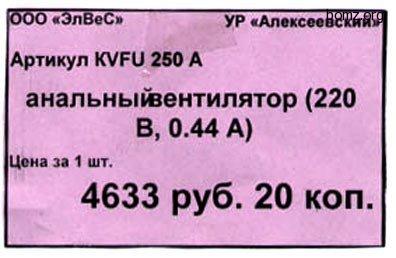 ООО «ЭлВеС» УР «Алексеевский»
homz.org
Артикул KVFU 250 A
анальныйвентилятор (220
В, 0.44 А)
Цена за 1 шт.
4633 руб. 20 коп.